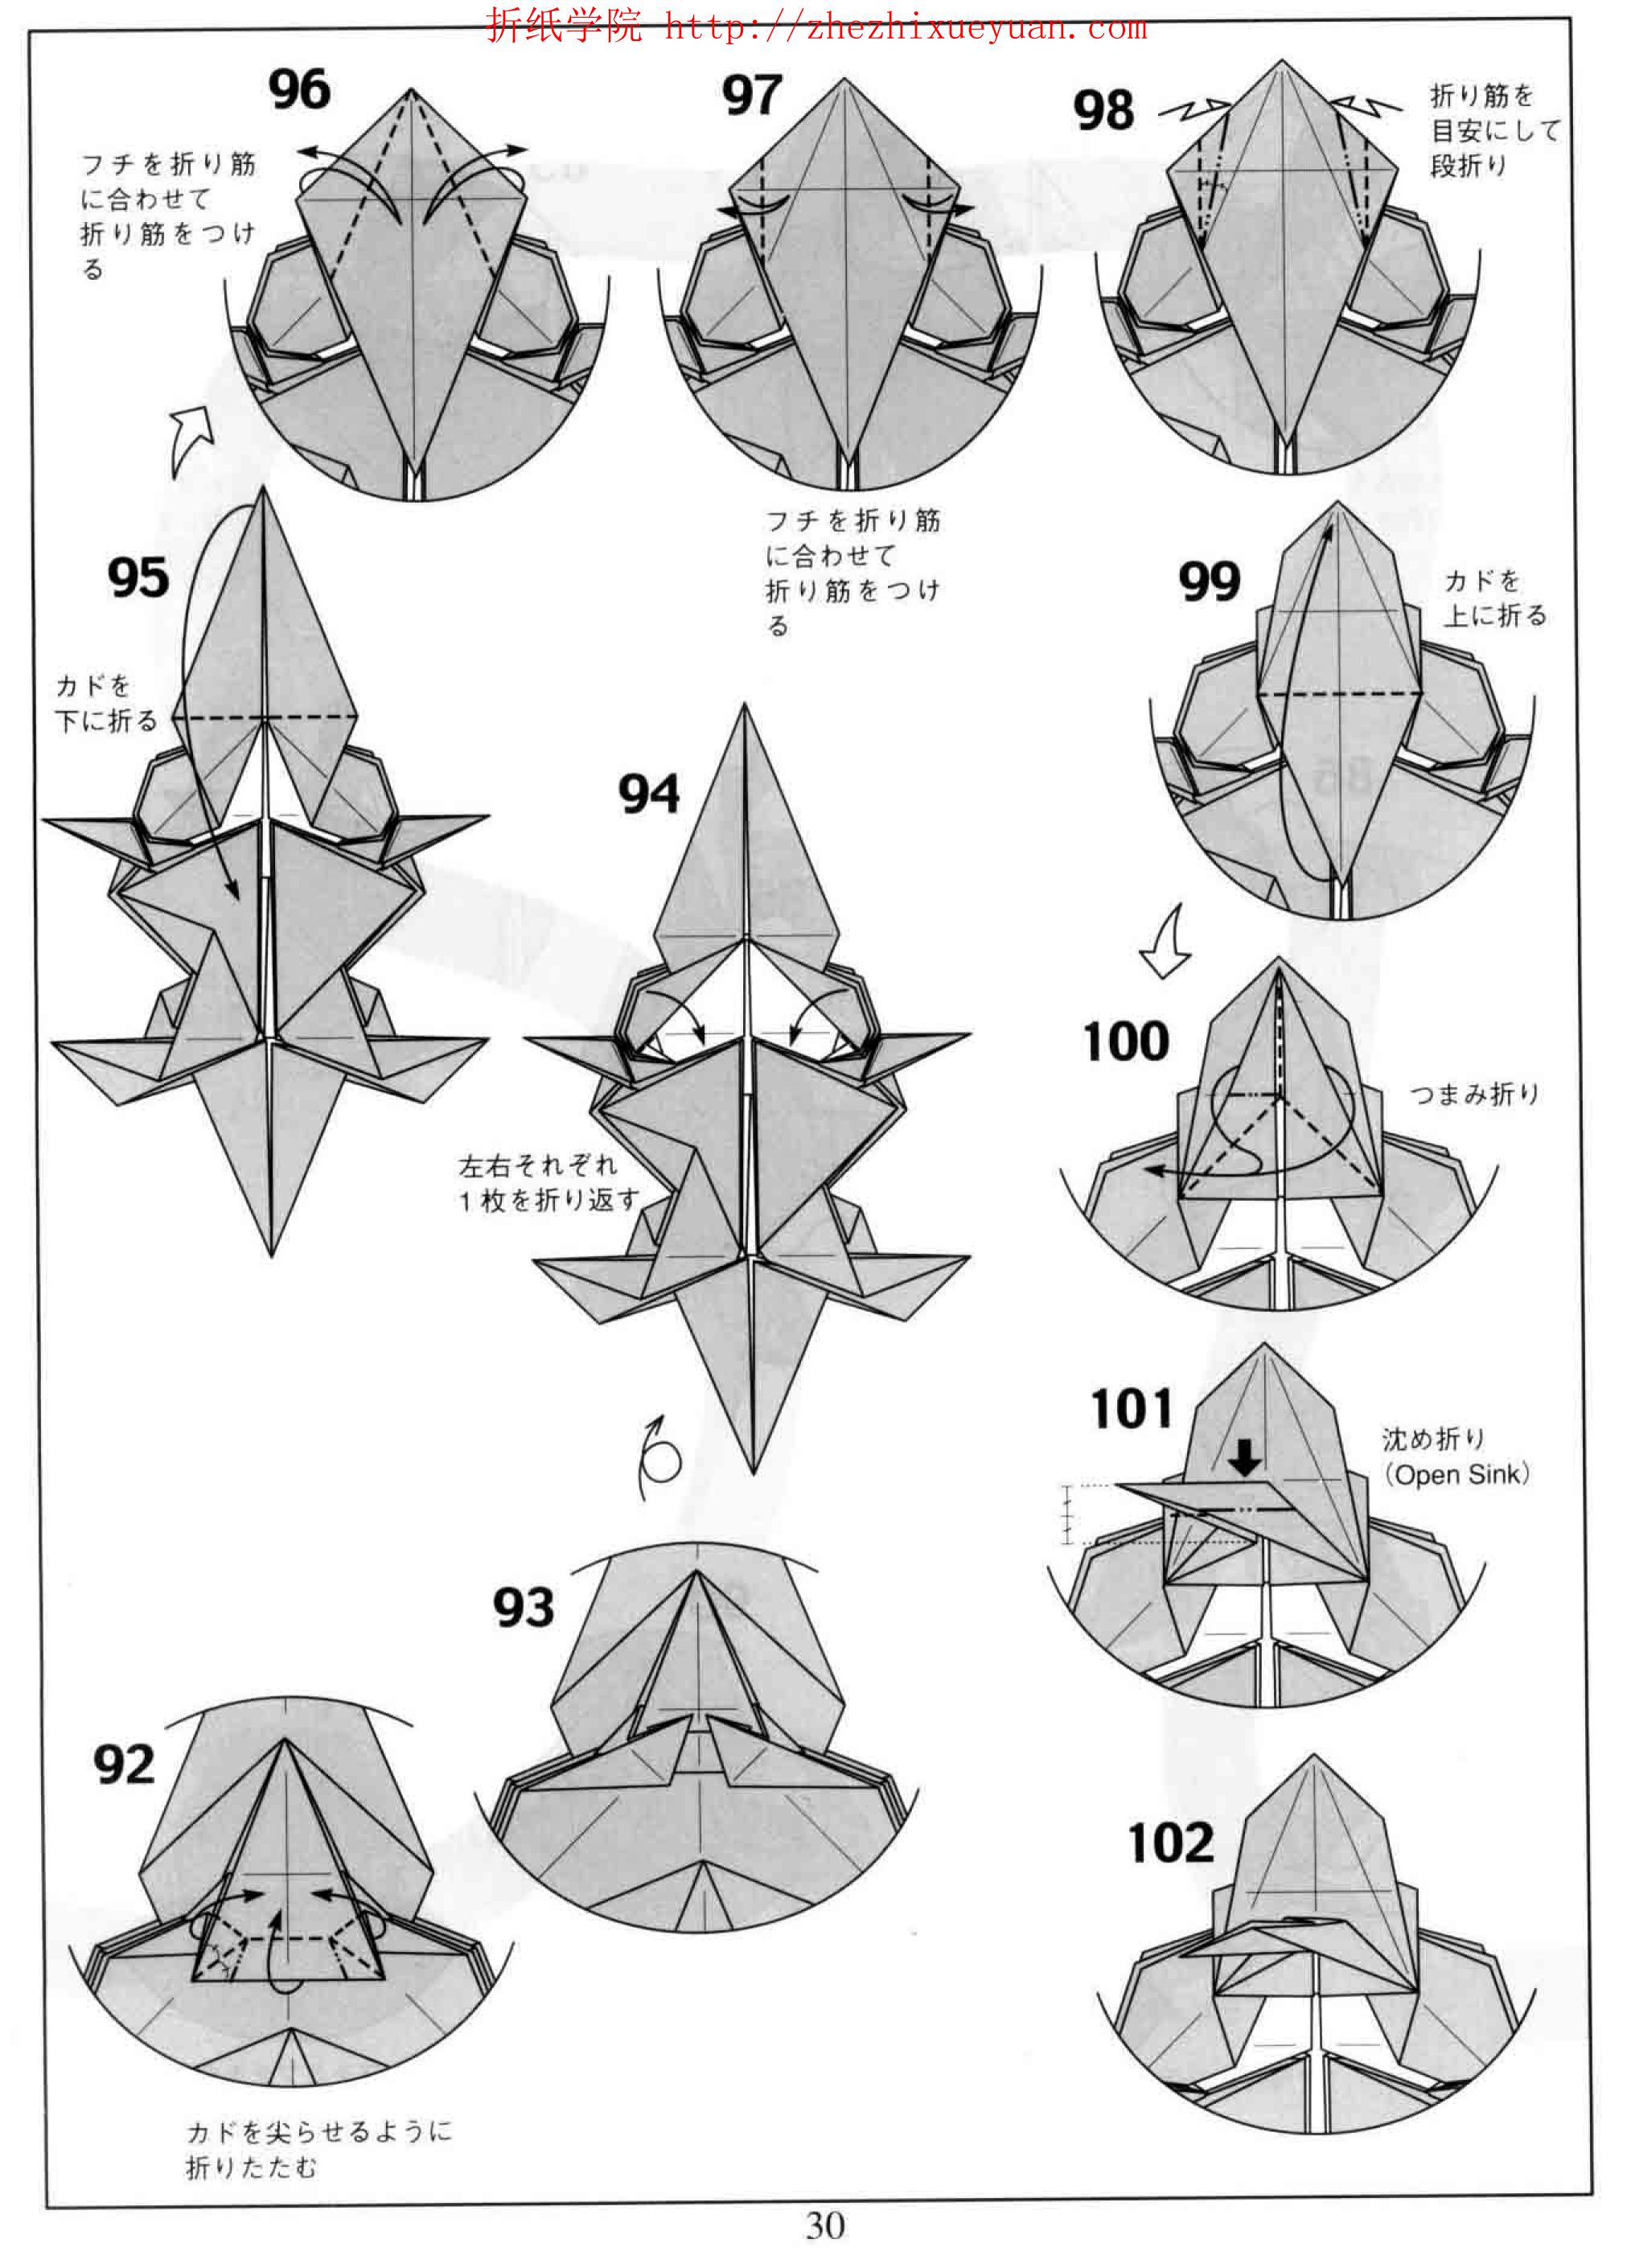 折纸学院 http://zhezhixueyuan.com
96
フチを折り筋
に合わせて
折り筋をつけ
る
97
フチを折り筋
に合わせて
折り筋をつけ
る
98
折り筋を
目安にして
段折り
95
カドを
下に折る
94
左右それぞれ
1枚を折り返す
99
カドを
上に折る
100
つまみ折り
101
沈め折り
(Open Sink)
93
92
カドを尖らせるように
折りたたむ
102
30